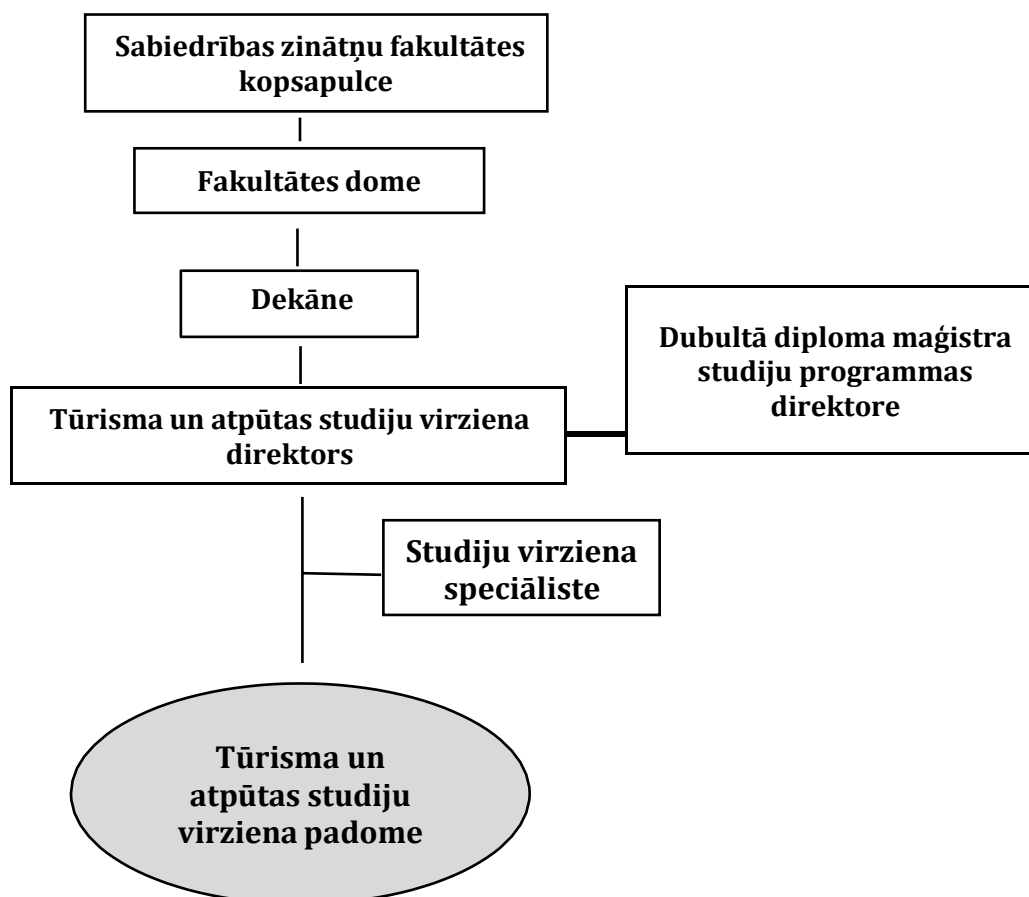 Sabiedrības zinātņu fakultātes
kopsapulce
Fakultātes dome
Dekāne
Dubultā diploma maģistra
studiju programmas
direktore
Tūrisma un atpūtas studiju virziena
direktors
Studiju virziena
speciāliste
Tūrisma un
atpūtas studiju
virziena padome